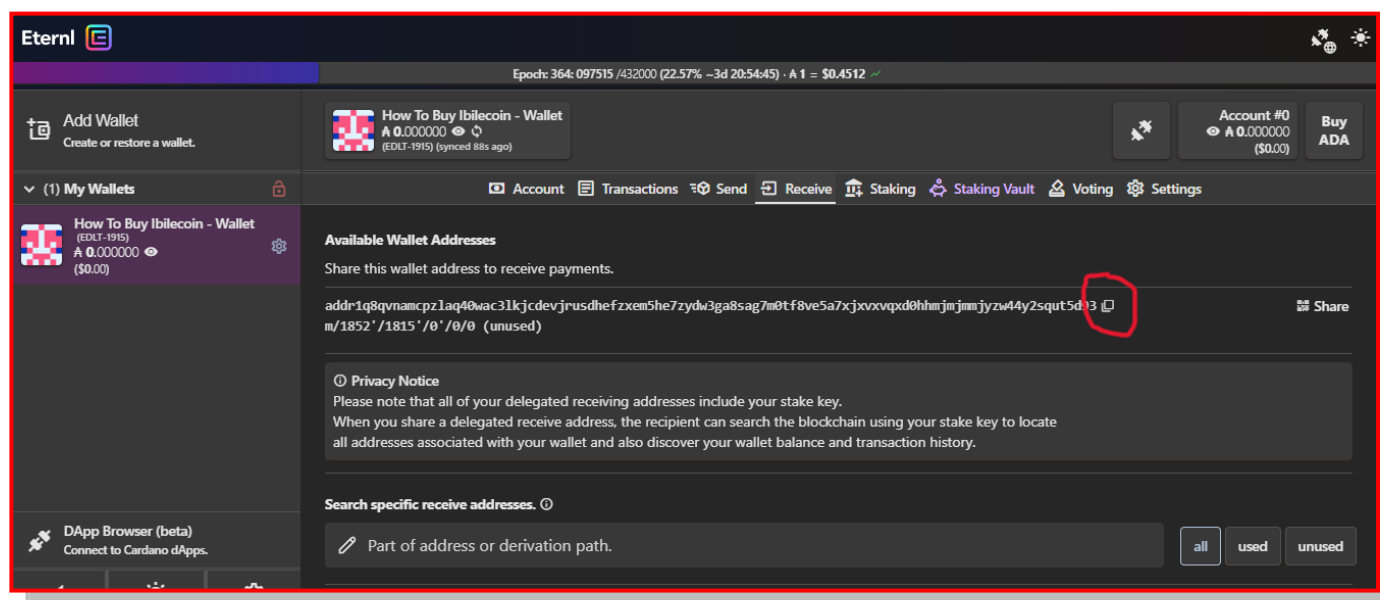 Eternl
Epoch: 364: 097515 /432000 (22.57% ~3d 20:54:45) · ₳ 1 = $0.4512
Add Wallet
Create or restore a wallet.
How To Buy Ibilecoin - Wallet
₳ 0.000000
(EDLT-1915) (synced 88s ago)
Account #0
₳ 0.000000
($0.00)
Buy
ADA
(1) My Wallets
Account Transactions Send Receive Staking Staking Vault Voting Settings
How To Buy Ibilecoin - Wallet
(EDLT-1915)
₳ 0.000000
($0.00)
Available Wallet Addresses
Share this wallet address to receive payments.
m/1852'/1815'/0'/0/0 (unused)
Share
Privacy Notice
Please note that all of your delegated receiving addresses include your stake key.
When you share a delegated receive address, the recipient can search the blockchain using your stake key to locate
all addresses associated with your wallet and also discover your wallet balance and transaction history.
Search specific receive addresses.
Part of address or derivation path.
all used unused
DApp Browser (beta)
Connect to Cardano dApps.